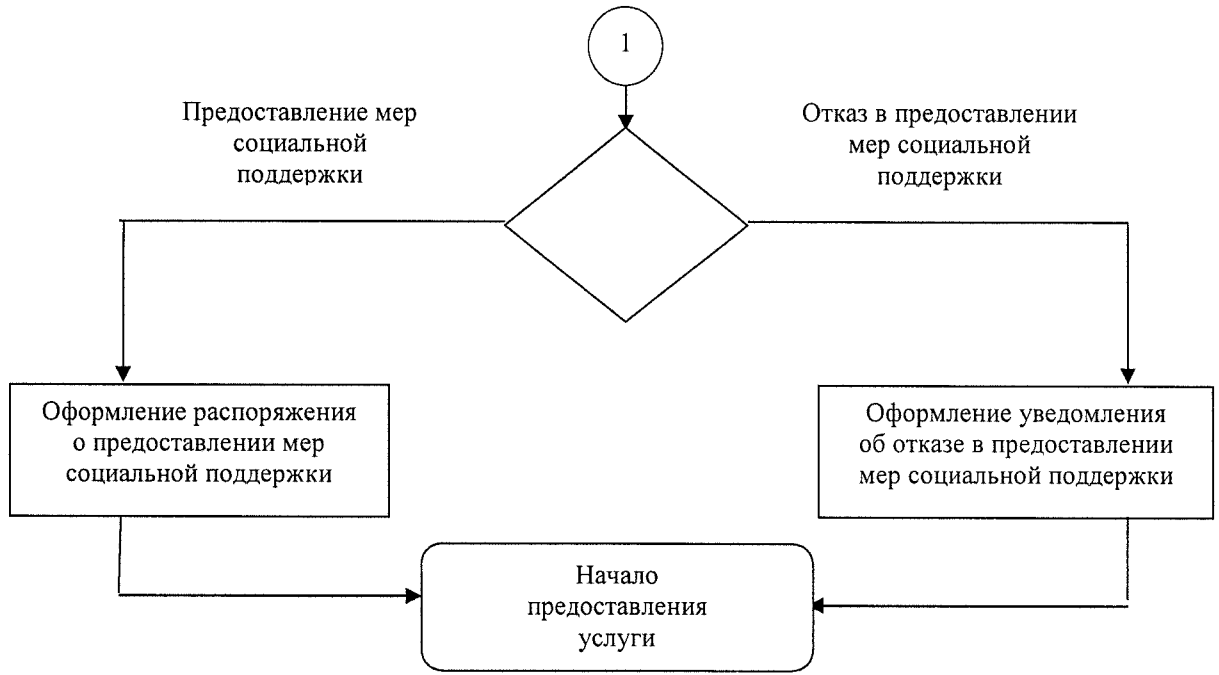 1
Предоставление мер
социальной
поддержки
Отказ в предоставлении
мер социальной
поддержки
Оформление распоряжения
о предоставлении мер
социальной поддержки
Оформление уведомления
об отказе в предоставлении
мер социальной поддержки
Начало
предоставления
услуги